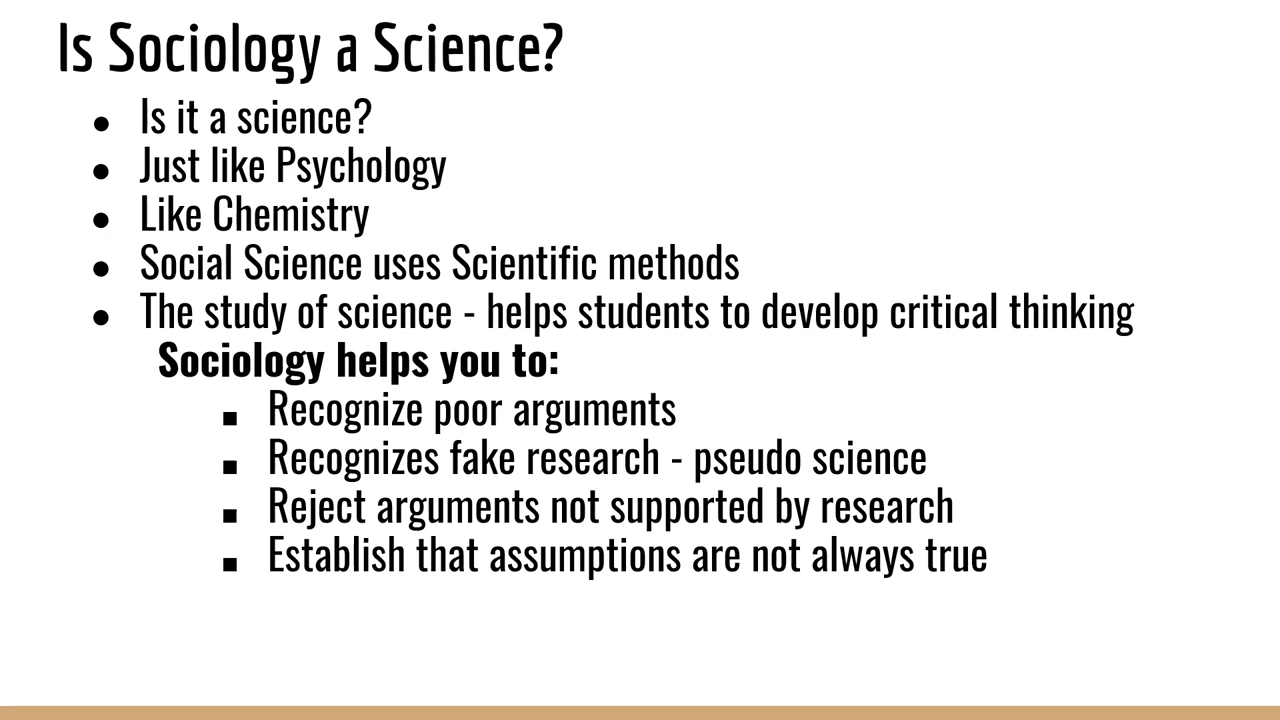 Is Sociology a Science?
● Is it a science?
● Just like Psychology
● Like Chemistry
● Social Science uses Scientific methods
● The study of science - helps students to develop critical thinking
Sociology helps you to:
■ Recognize poor arguments
■ Recognizes fake research - pseudo science
■ Reject arguments not supported by research
■ Establish that assumptions are not always true